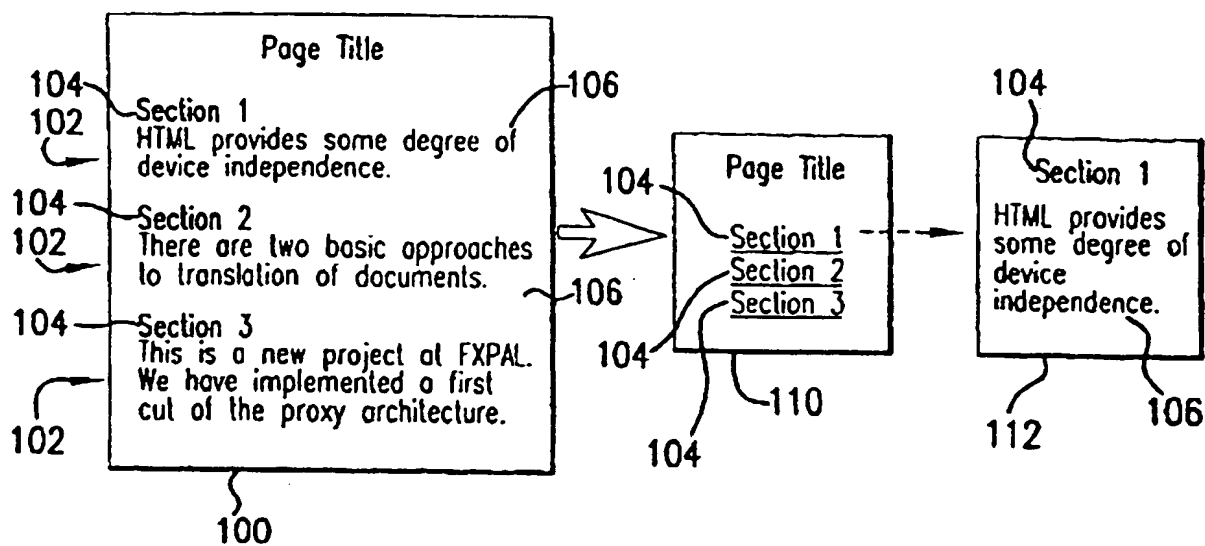 Page Title
104
Section 1
106
102
HTML provides some degree of
device independence.
104
Section 2
102
There are two basic approaches
to translation of documents.
106
104
Section 3
This is a new project at FXPAL.
We have implemented a first
102
cut of the proxy architecture.
100
Page Title
104
Section 1
Section 2
104
Section 3
104
110
104
Section 1
HTML provides
some degree of
device
independence.
106
112